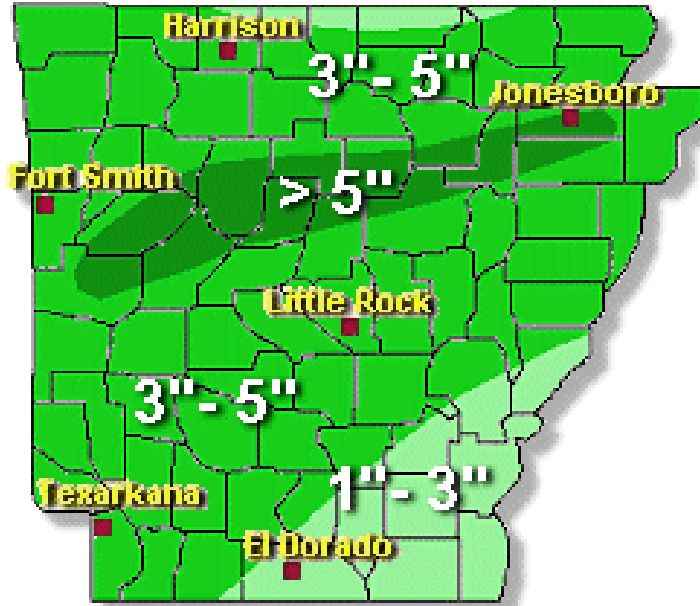 Harrison
3"- 5"
Jonesboro
Fort Smith
> 5"
Little Rock
3"- 5"
1"- 3"
Texarkana
El Dorado